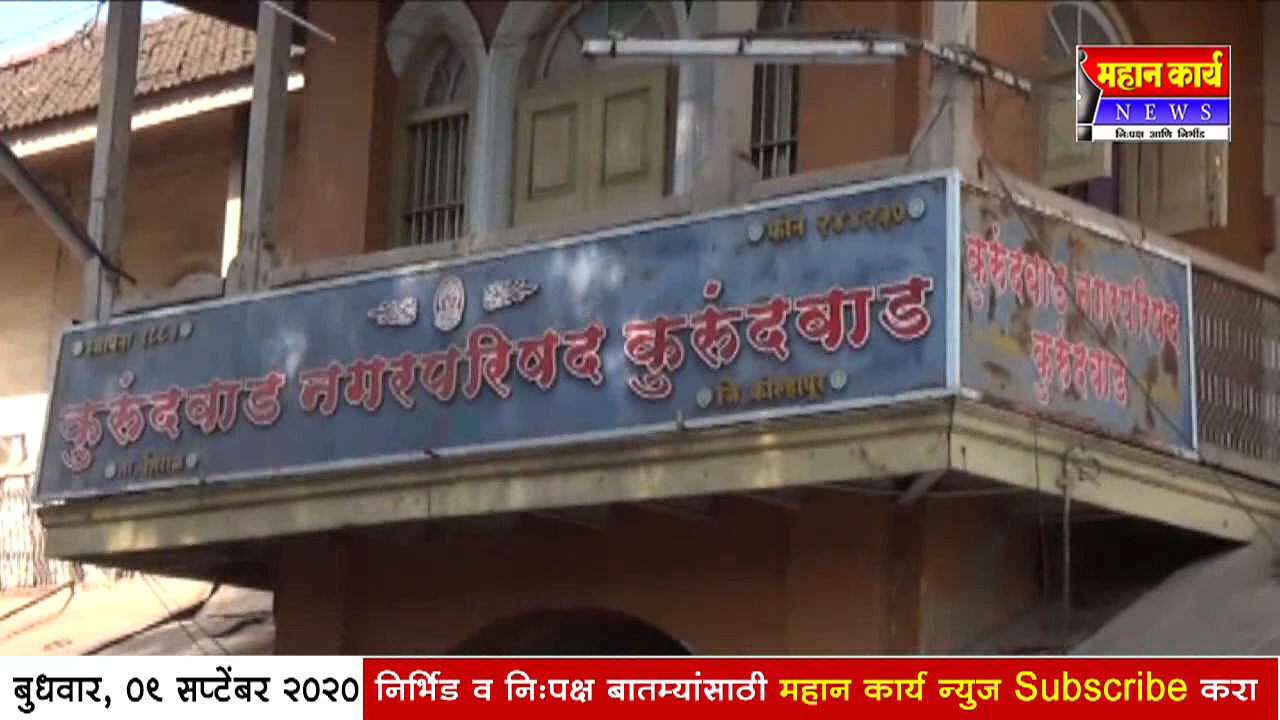 महान कार्य
NEWS
निःपक्ष आणि निर्भीड
फोन
कुरुंदवाड नगरपरिषद कुरुंदवाड
जि. कोल्हापूर
कुरुंदवाड नगरपरिषद
कुरुंदवाड
बुधवार, ०९ सप्टेंबर २०२०
निर्भिड व निःपक्ष बातम्यांसाठी महान कार्य न्युज Subscribe करा